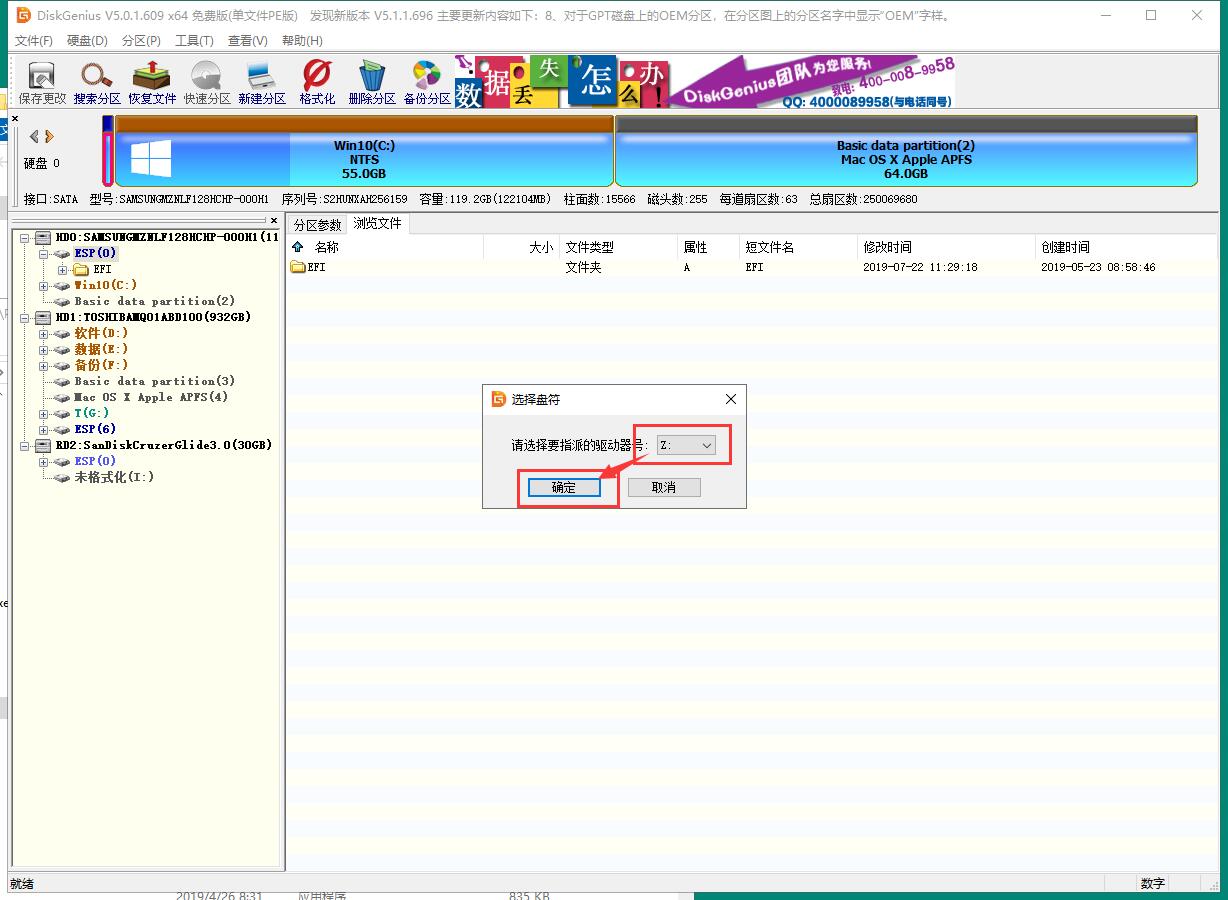 DiskGenius V5.0.1.609 x64 免费版(单文件PE版) 发现新版本 V5.1.1.696 主要更新内容如下：8、对于GPT磁盘上的OEM分区，在分区图上的分区名字中显示“OEM”字样。
文件(F) 硬盘(D) 分区(P) 工具(T) 查看(V) 帮助(H)
保存更改 搜索分区 恢复文件 快速分区 新建分区 格式化 删除分区 备份分区
数据丢失怎么办!
DiskGenius团队为您服务!
致电: 400-008-9958
QQ: 4000089958(与电话同号)
硬盘 0
Win10(C:)
NTFS
55.0GB
Basic data partition(2)
Mac OS X Apple APFS
64.0GB
接口:SATA 型号:SAMSUNGMZNLF128HCHP-000H1 序列号:S2HUNXAH256159 容量:119.2GB(122104MB) 柱面数:15566 磁头数:255 每道扇区数:63 总扇区数:250069680
HD0:SAMSUNGMZNLF128HCHP-000H1(11
ESP(0)
EFI
Win10(C:)
Basic data partition(2)
HD1:TOSHIBAMQ01ABD100(932GB)
软件(D:)
数据(E:)
备份(F:)
Basic data partition(3)
Mac OS X Apple APFS(4)
T(G:)
ESP(6)
RD2:SanDiskCruzerGlide3.0(30GB)
ESP(0)
未格式化(I:)
分区参数 浏览文件
名称 大小 文件类型 属性 短文件名 修改时间 创建时间
EFI 文件夹 A EFI 2019-07-22 11:29:18 2019-05-23 08:58:46
选择盘符
请选择要指派的驱动器号: Z:
确定 取消
就绪 数字
2019/4/26 8:31 应用程序 835 KB